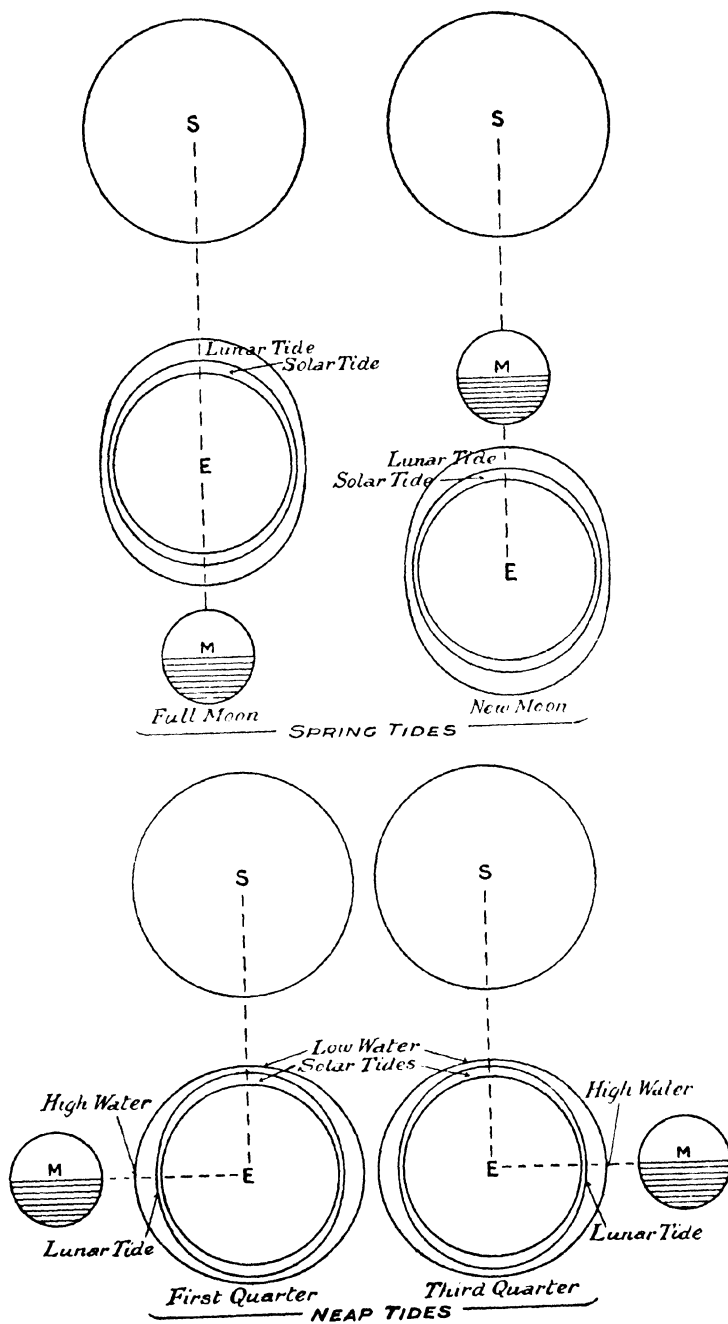 S
S
Lunar Tide
Solar Tide
M
E
Lunar Tide
Solar Tide
E
M
Full Moon
New Moon
SPRING TIDES
S
S
Low Water
Solar Tides
High Water
High Water
M
E
E
M
Lunar Tide
Lunar Tide
First Quarter
Third Quarter
NEAP TIDES